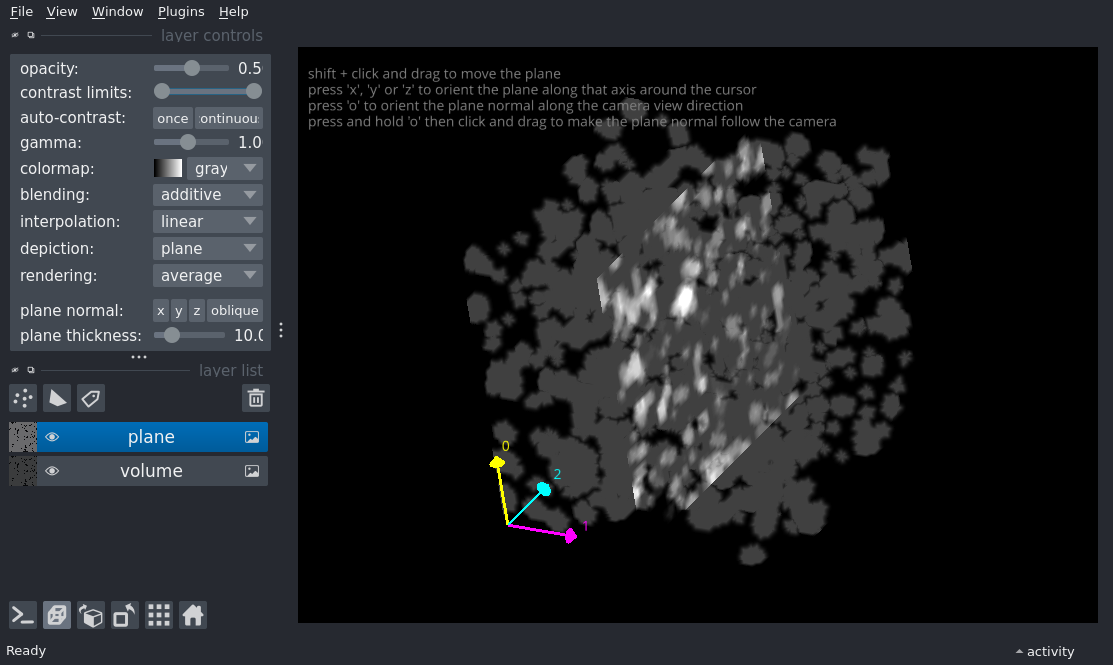 File View Window Plugins Help
layer controls
opacity: 0.5
contrast limits:
auto-contrast: once ontinuou
gamma: 1.0
colormap: gray
blending: additive
interpolation: linear
depiction: plane
rendering: average
plane normal: x y z oblique
plane thickness: 10.0
layer list
plane
volume
shift + click and drag to move the plane
press 'x', 'y' or 'z' to orient the plane along that axis around the cursor
press 'o' to orient the plane normal along the camera view direction
press and hold 'o' then click and drag to make the plane normal follow the camera
0
2
1
Ready
activity